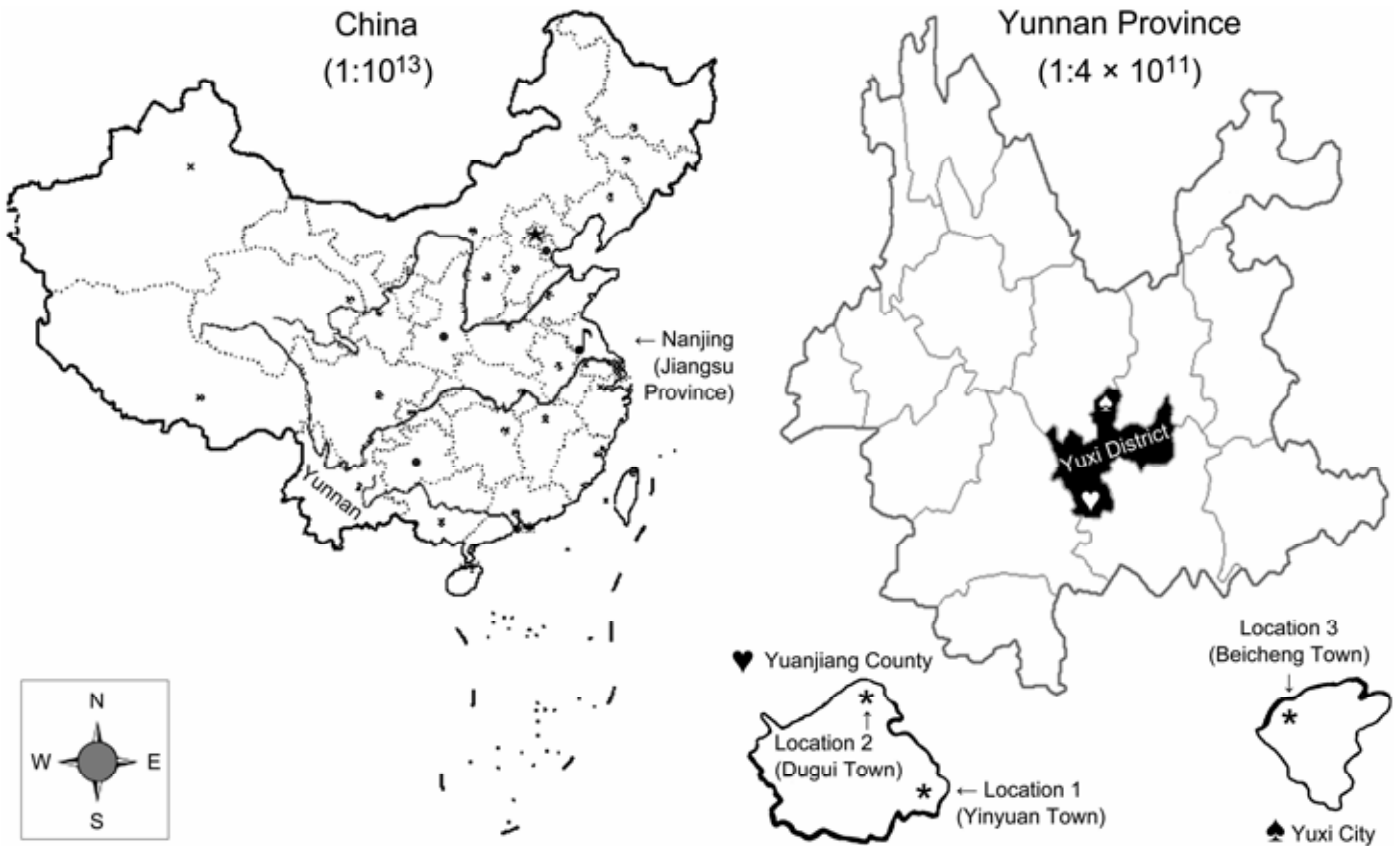 China
(1:10¹³)
Yunnan Province
(1:4 × 10¹¹)
← Nanjing
(Jiangsu
Province)
Yunnan
Yuxi District
Location 3
(Beicheng Town)
↓
♥ Yuanjiang County
*
↑
Location 2
(Dugui Town)
*
← Location 1
(Yinyuan Town)
*
♠ Yuxi City
N
W E
S